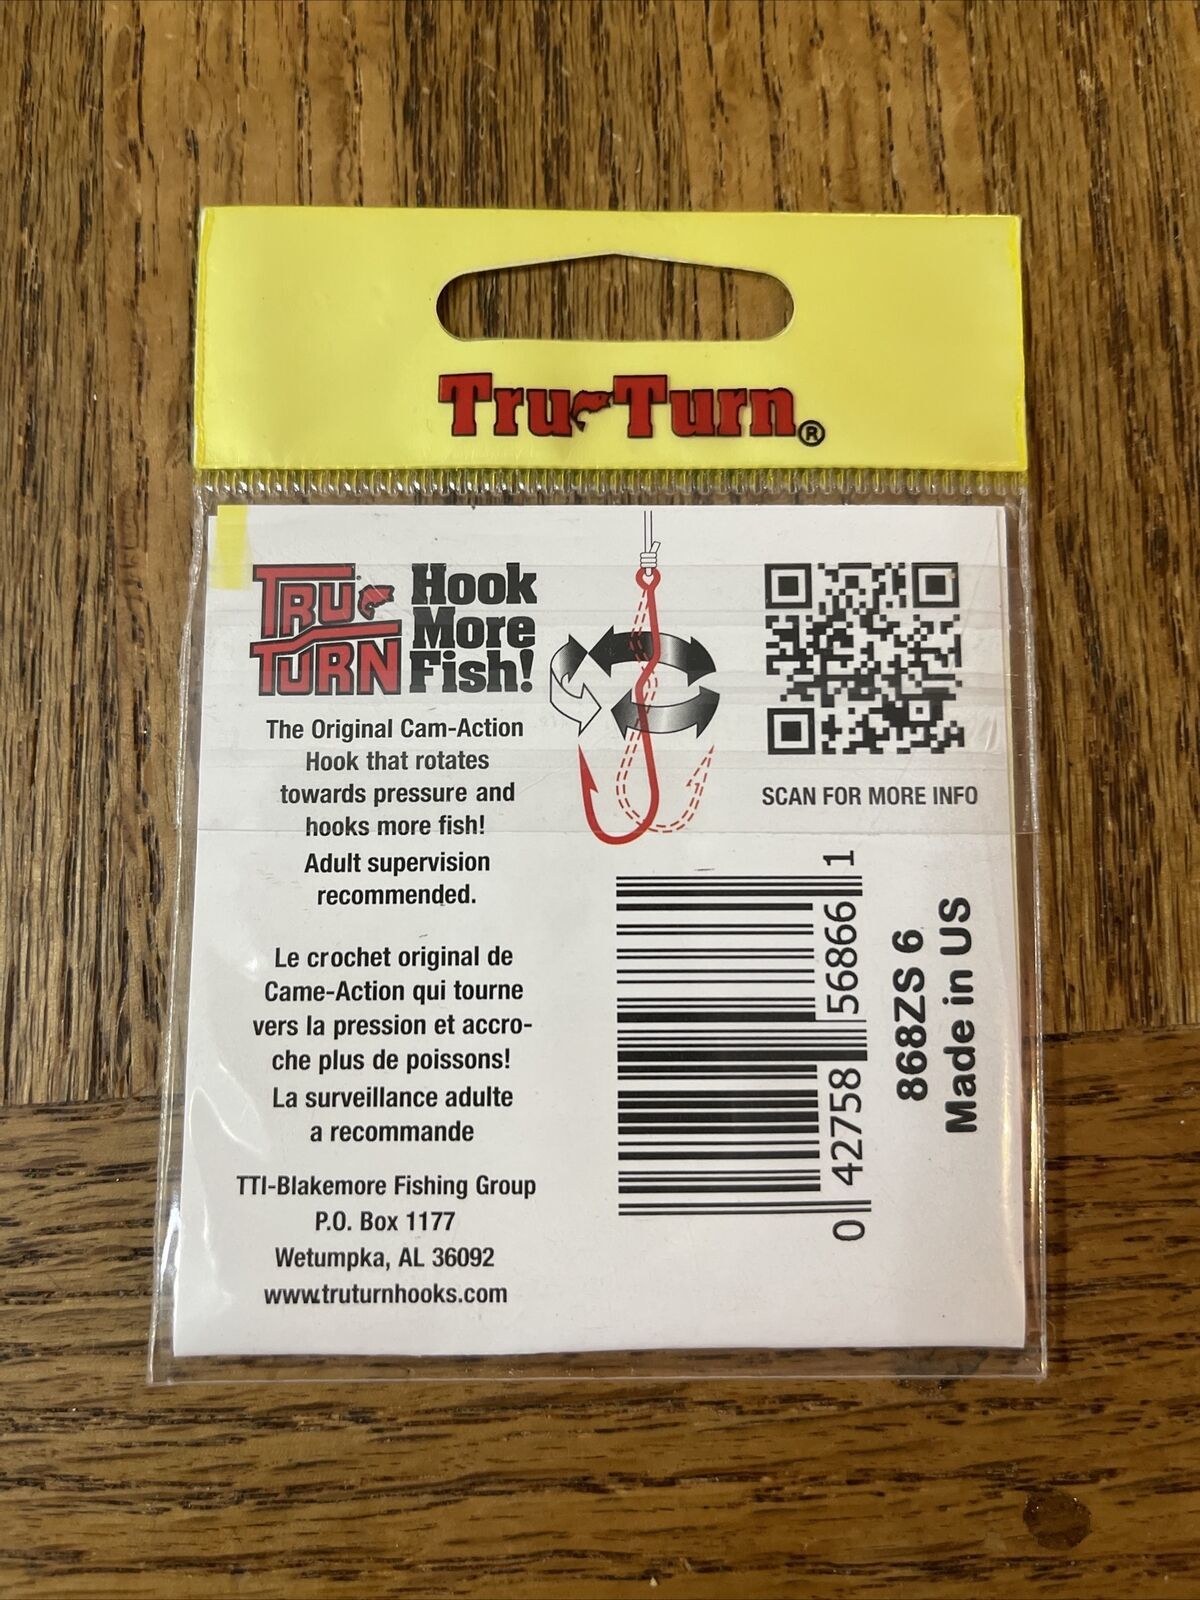 Tru-Turn®
TRU-
TURN
Hook
More
Fish!
The Original Cam-Action
Hook that rotates
towards pressure and
hooks more fish!
Adult supervision
recommended.
Le crochet original de
Came-Action qui tourne
vers la pression et accro-
che plus de poissons!
La surveillance adulte
a recommande
TTI-Blakemore Fishing Group
P.O. Box 1177
Wetumpka, AL 36092
www.truturnhooks.com
SCAN FOR MORE INFO
0 42758 56866 1
868ZS 6
Made in US